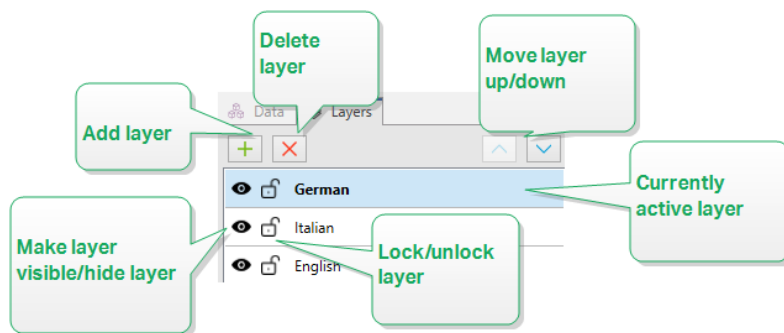 Delete
layer
Move layer
up/down
Add layer
Data
Layers
German
Currently
active layer
Make layer
visible/hide layer
Italian
Lock/unlock
layer
English